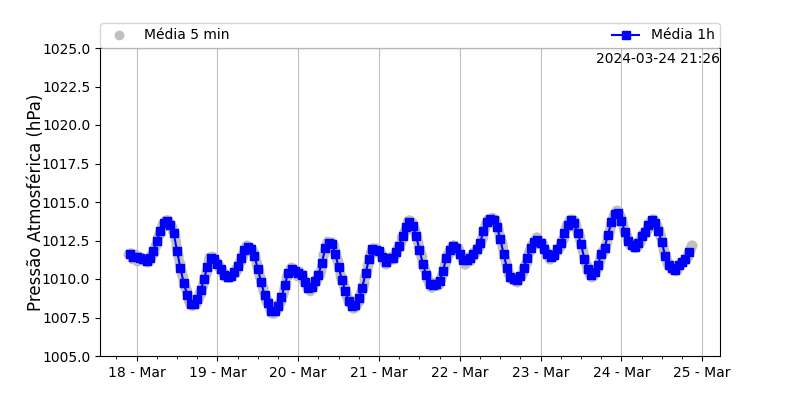 Média 5 min
Média 1h
2024-03-24 21:26
Pressão Atmosférica (hPa)
1025.0
1022.5
1020.0
1017.5
1015.0
1012.5
1010.0
1007.5
1005.0
18 - Mar
19 - Mar
20 - Mar
21 - Mar
22 - Mar
23 - Mar
24 - Mar
25 - Mar